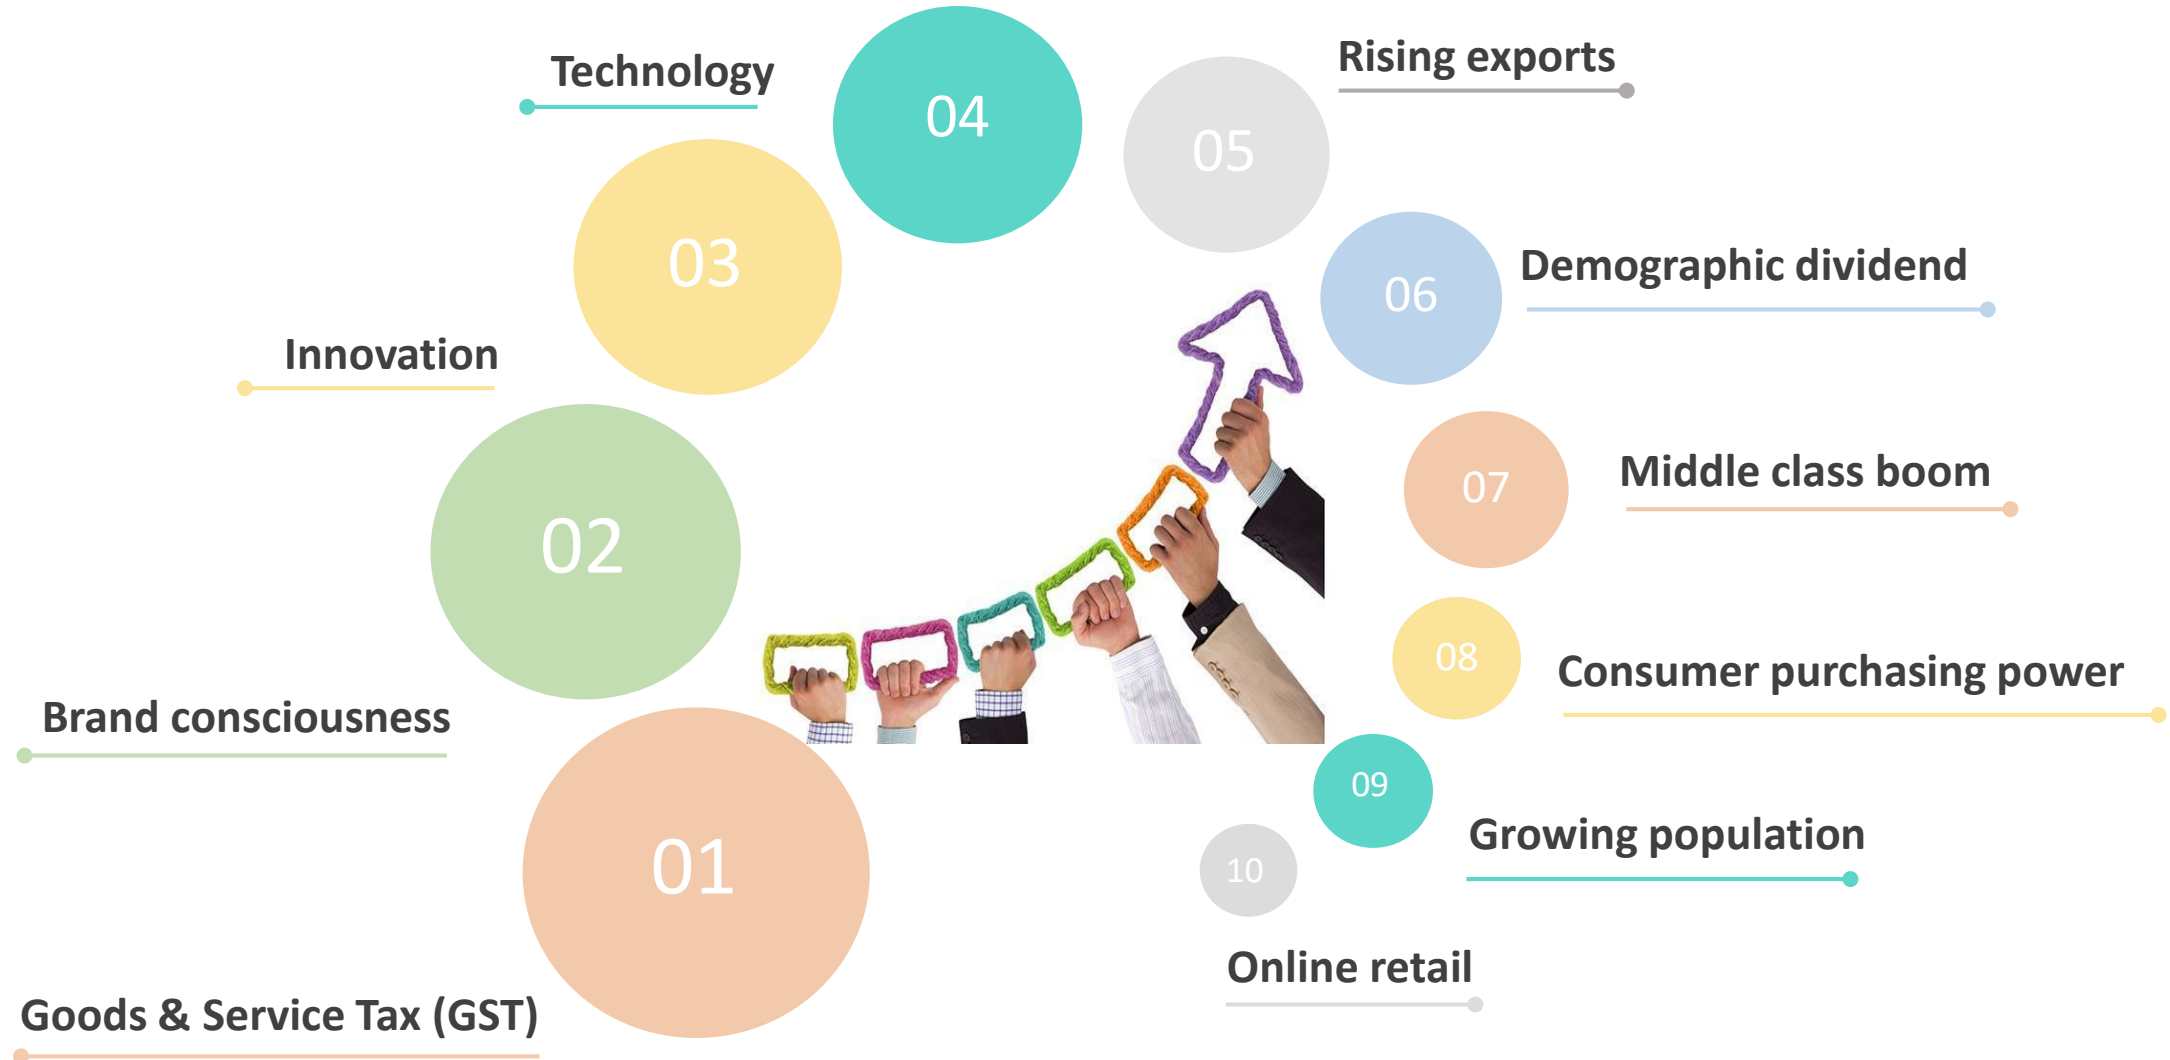 01
Goods & Service Tax (GST)
02
Brand consciousness
03
Innovation
04
Technology
05
Rising exports
06
Demographic dividend
07
Middle class boom
08
Consumer purchasing power
09
Growing population
10
Online retail